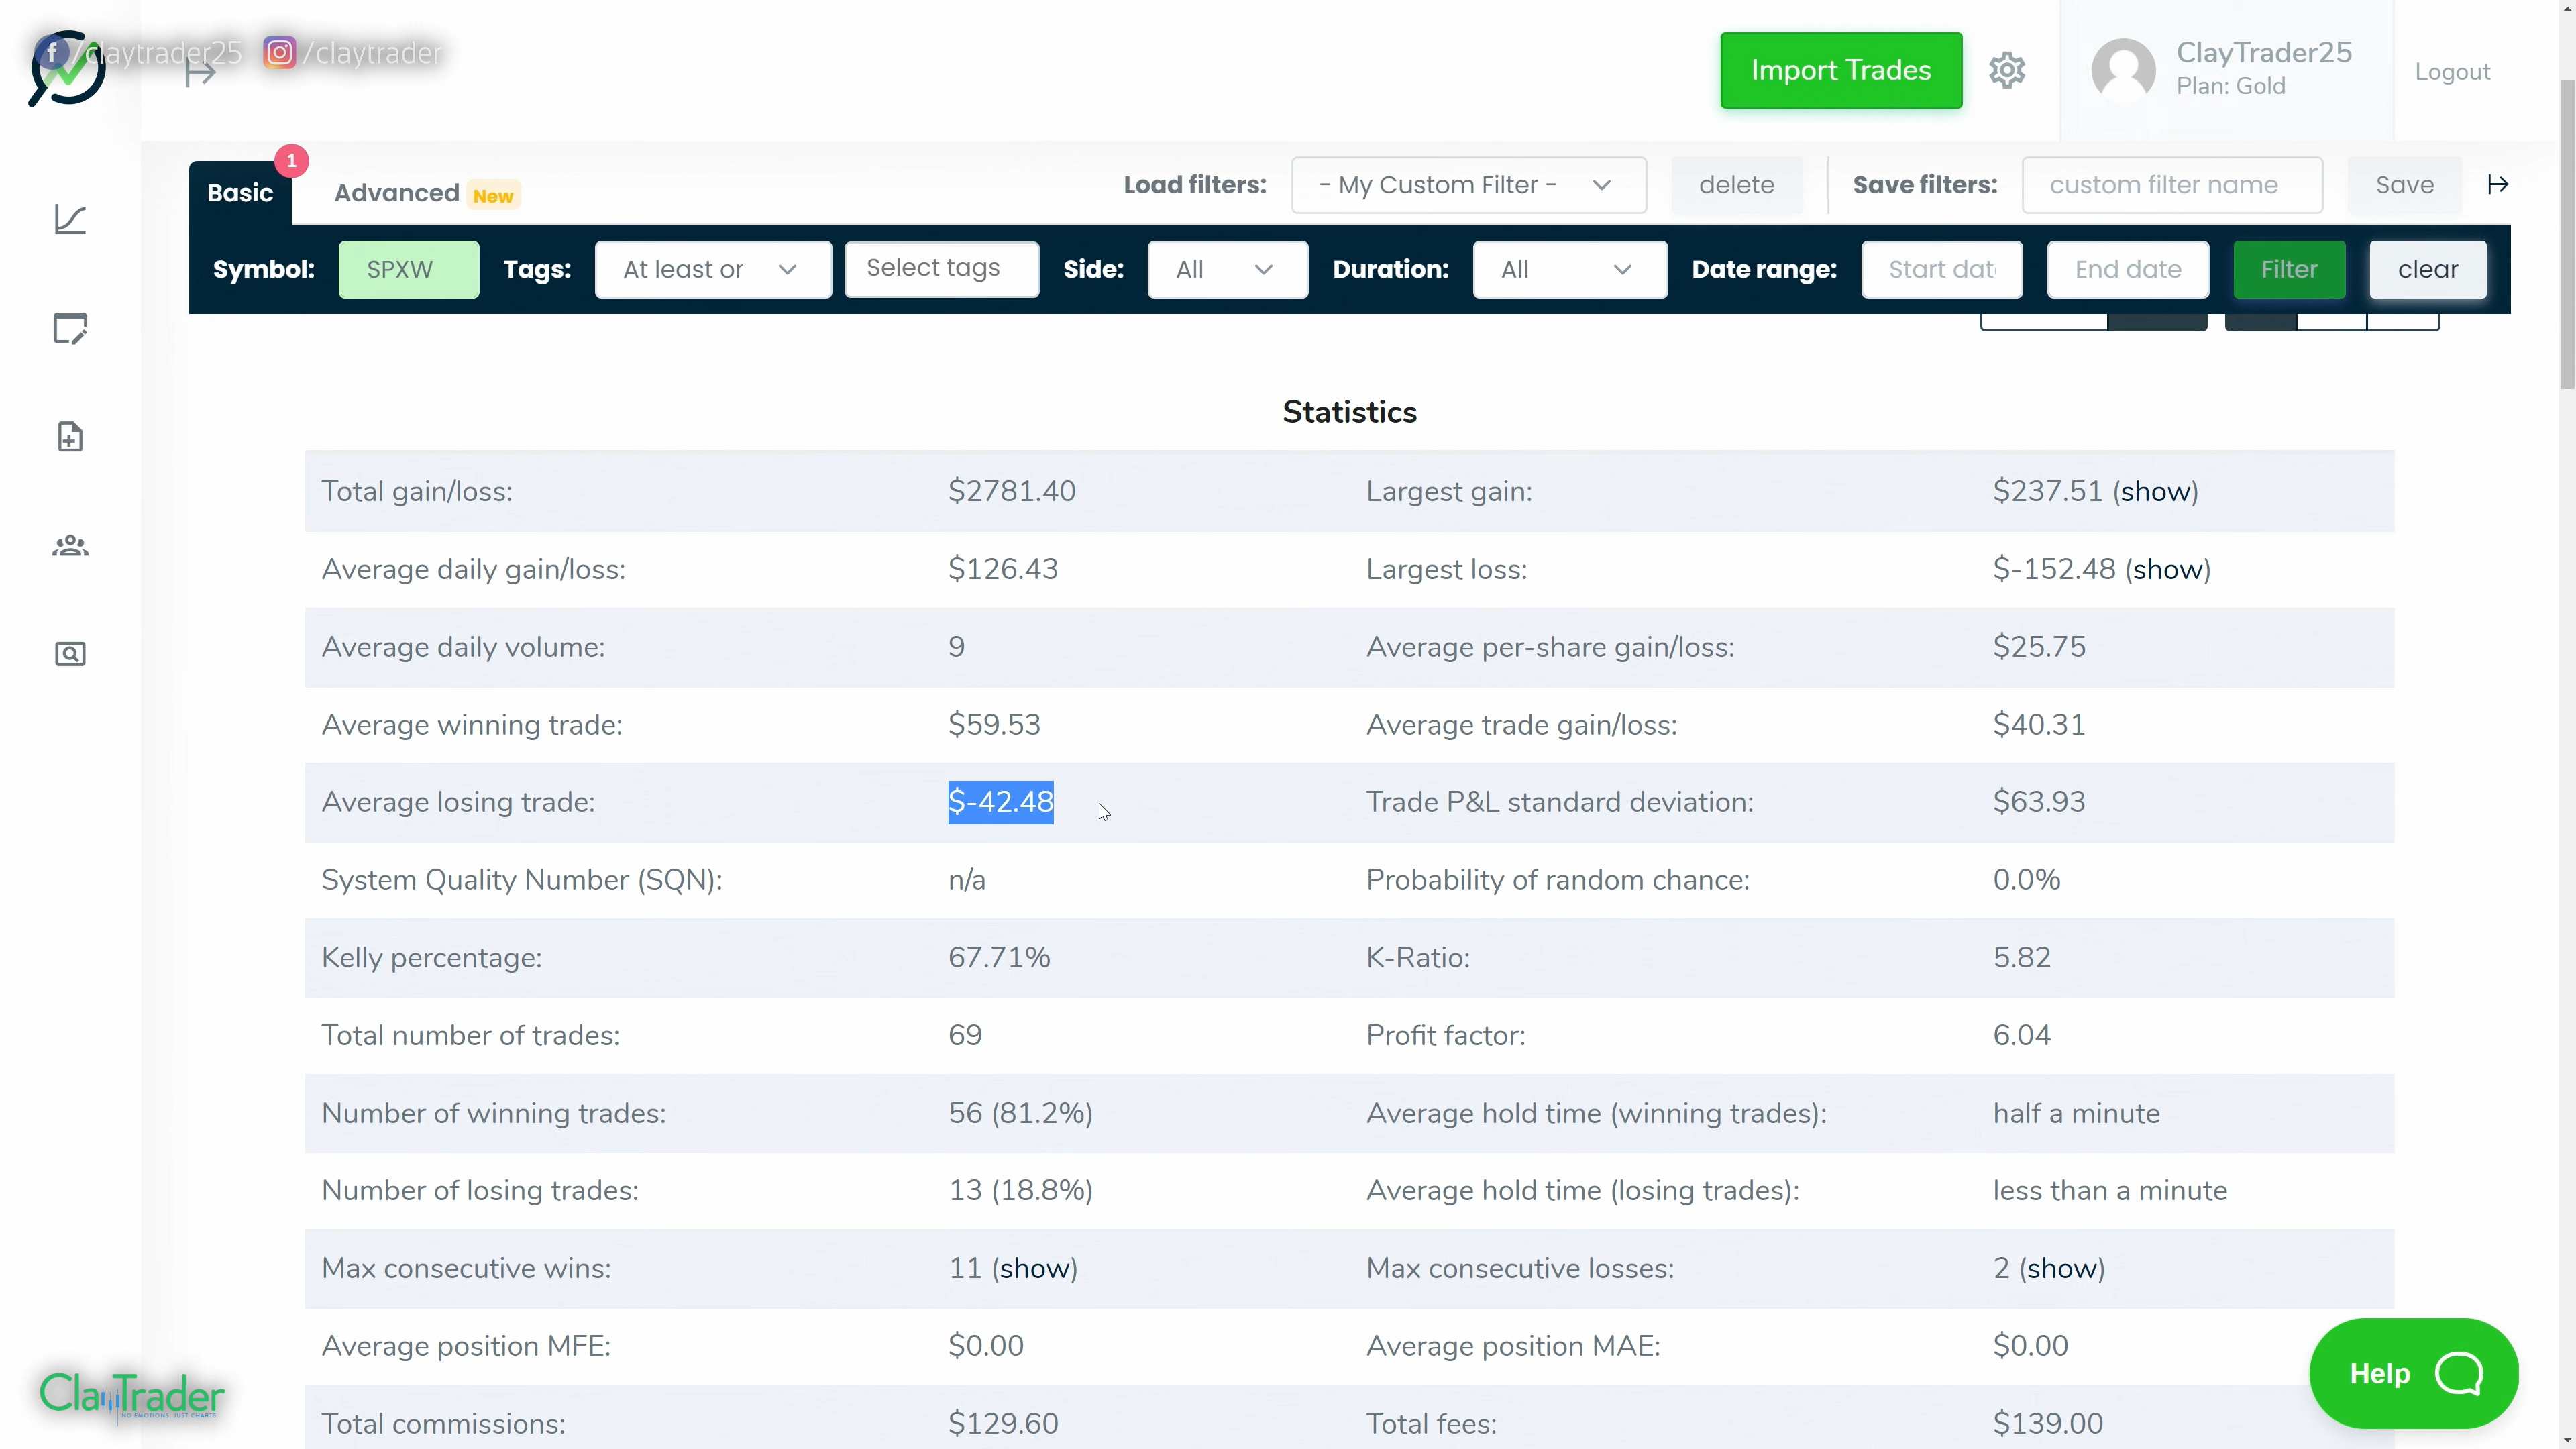 /claytrader25 /claytrader
Import Trades
ClayTrader25
Plan: Gold
Logout
1
Basic
Advanced New
Load filters: - My Custom Filter - delete Save filters: custom filter name Save
Symbol: SPXW Tags: At least or Select tags Side: All Duration: All Date range: Start dat End date Filter clear
Statistics
Total gain/loss: $2781.40 Largest gain: $237.51 (show)
Average daily gain/loss: $126.43 Largest loss: $-152.48 (show)
Average daily volume: 9 Average per-share gain/loss: $25.75
Average winning trade: $59.53 Average trade gain/loss: $40.31
Average losing trade: $-42.48 Trade P&L standard deviation: $63.93
System Quality Number (SQN): n/a Probability of random chance: 0.0%
Kelly percentage: 67.71% K-Ratio: 5.82
Total number of trades: 69 Profit factor: 6.04
Number of winning trades: 56 (81.2%) Average hold time (winning trades): half a minute
Number of losing trades: 13 (18.8%) Average hold time (losing trades): less than a minute
Max consecutive wins: 11 (show) Max consecutive losses: 2 (show)
Average position MFE: $0.00 Average position MAE: $0.00
Total commissions: $129.60 Total fees: $139.00
Help
ClayTrader
NO EMOTIONS. JUST CHARTS.